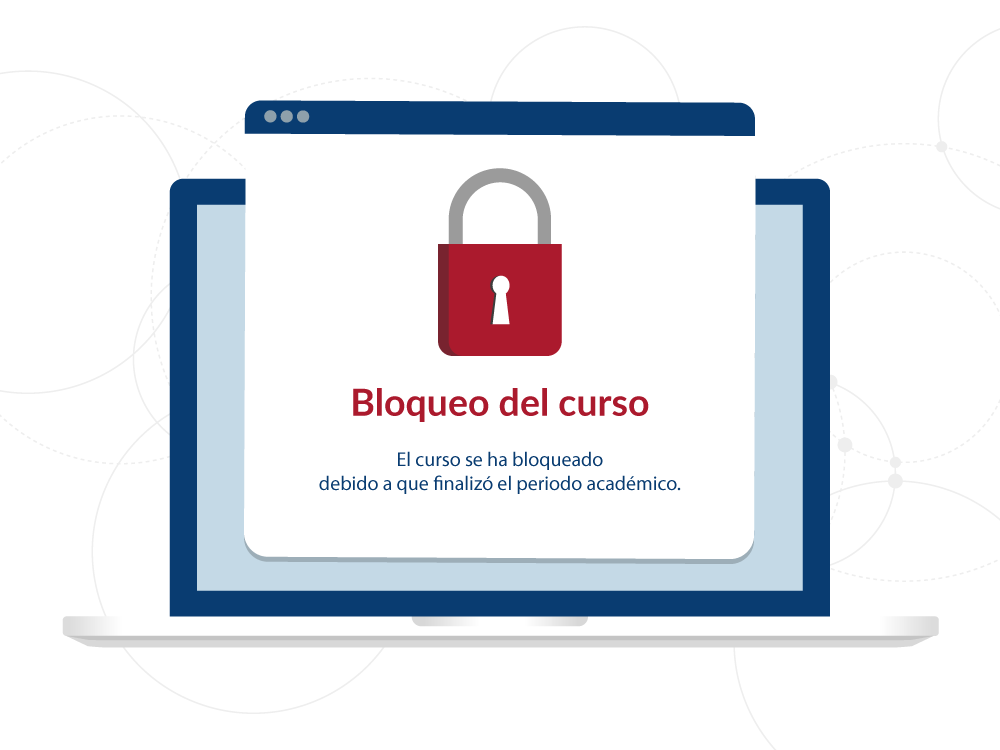 Bloqueo del curso
El curso se ha bloqueado
debido a que finalizó el periodo académico.